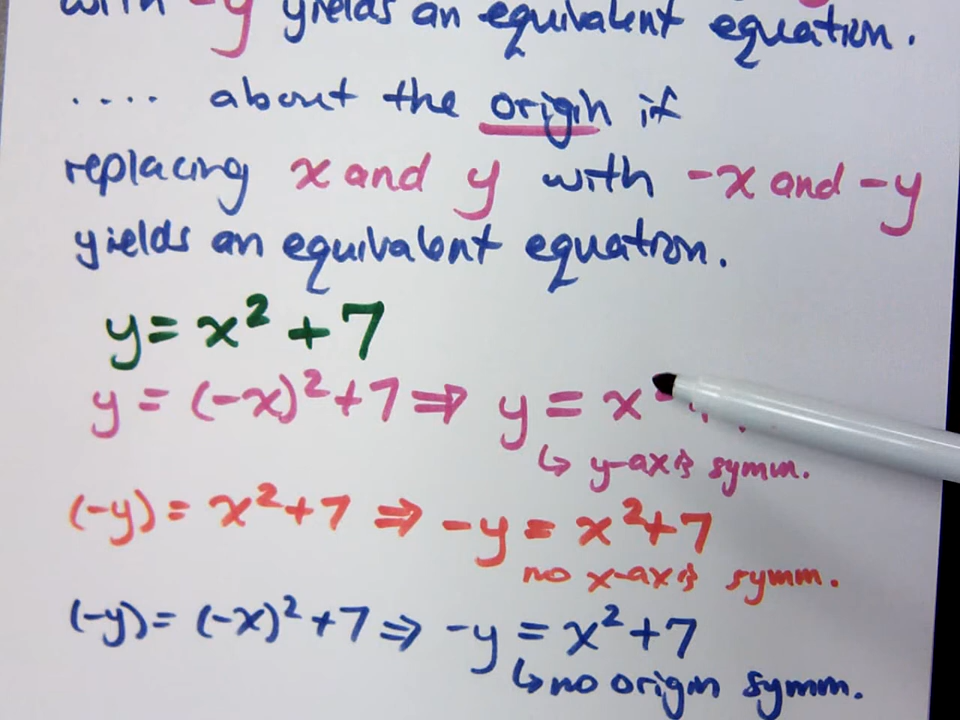 with -y yields an equivalent equation.
.... about the origin if
replacing x and y with -x and -y
yields an equivalent equation.
y = x² + 7
y = (-x)² + 7 ⇒ y = x
↳ y-axis symm.
(-y) = x² + 7 ⇒ -y = x² + 7
no x-axis symm.
(-y) = (-x)² + 7 ⇒ -y = x² + 7
↳ no origin symm.